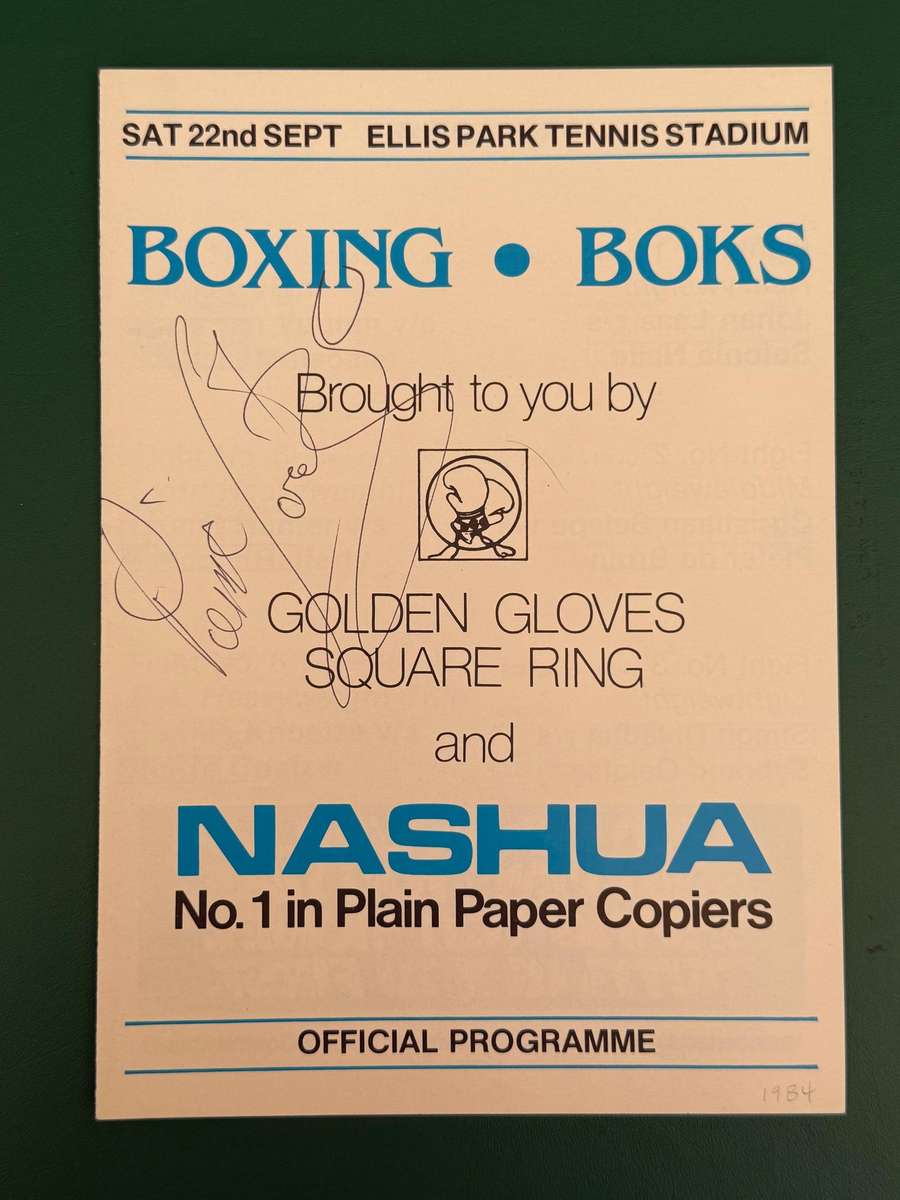 SAT 22nd SEPT ELLIS PARK TENNIS STADIUM
BOXING • BOKS
Brought to you by
GOLDEN GLOVES
SQUARE RING
and
NASHUA
No. 1 in Plain Paper Copiers
OFFICIAL PROGRAMME
1984